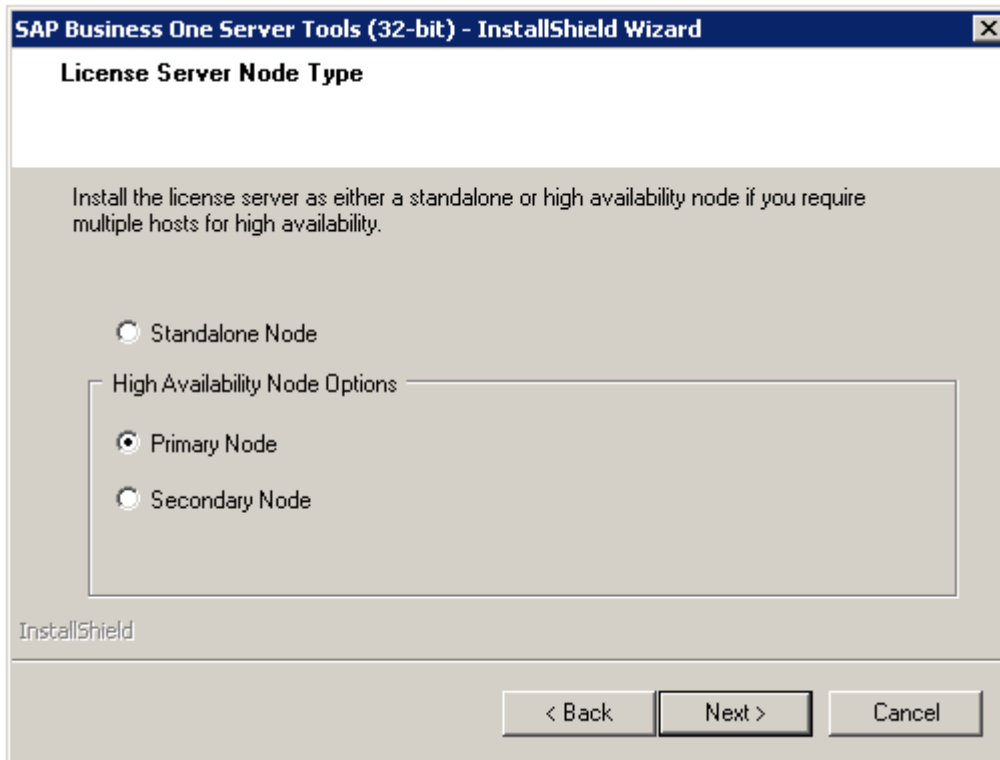 SAP Business One Server Tools (32-bit) - InstallShield Wizard
License Server Node Type
Install the license server as either a standalone or high availability node if you require
multiple hosts for high availability.
Standalone Node
High Availability Node Options
Primary Node
Secondary Node
InstallShield
< Back
Next >
Cancel